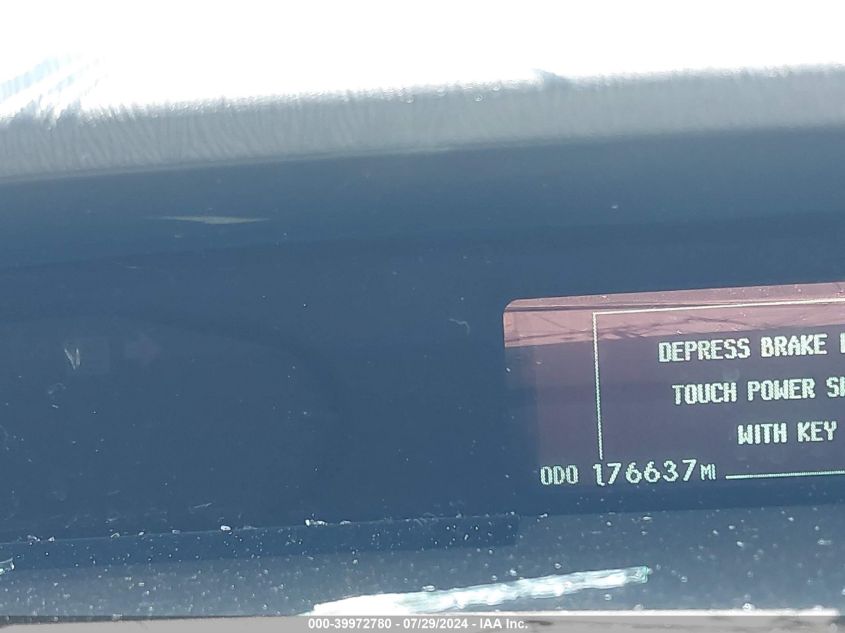 DEPRESS BRAKE
TOUCH POWER
WITH KEY
ODO 176637 MI
000-39972780 - 07/29/2024 - IAA Inc.